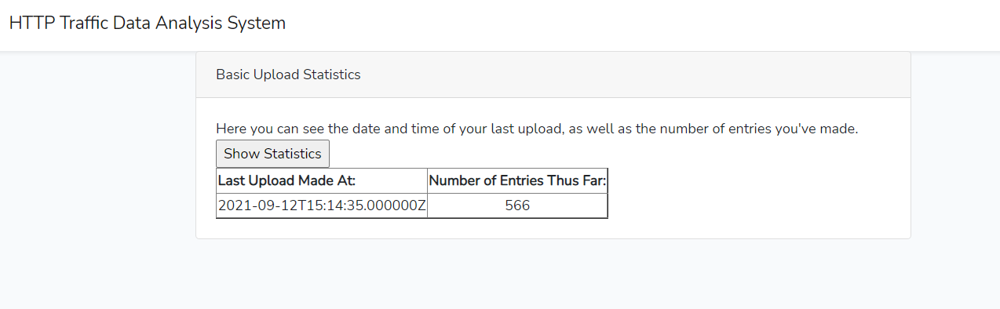 HTTP Traffic Data Analysis System
Basic Upload Statistics
Here you can see the date and time of your last upload, as well as the number of entries you've made.
Show Statistics
Last Upload Made At: Number of Entries Thus Far:
2021-09-12T15:14:35.000000Z 566